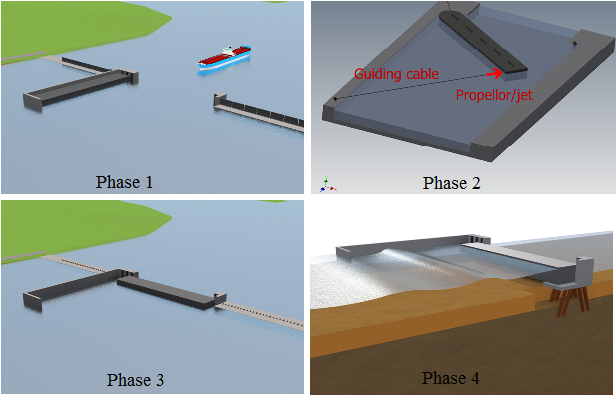 Phase 1
Guiding cable
Propellor/jet
Phase 2
Phase 3
Phase 4